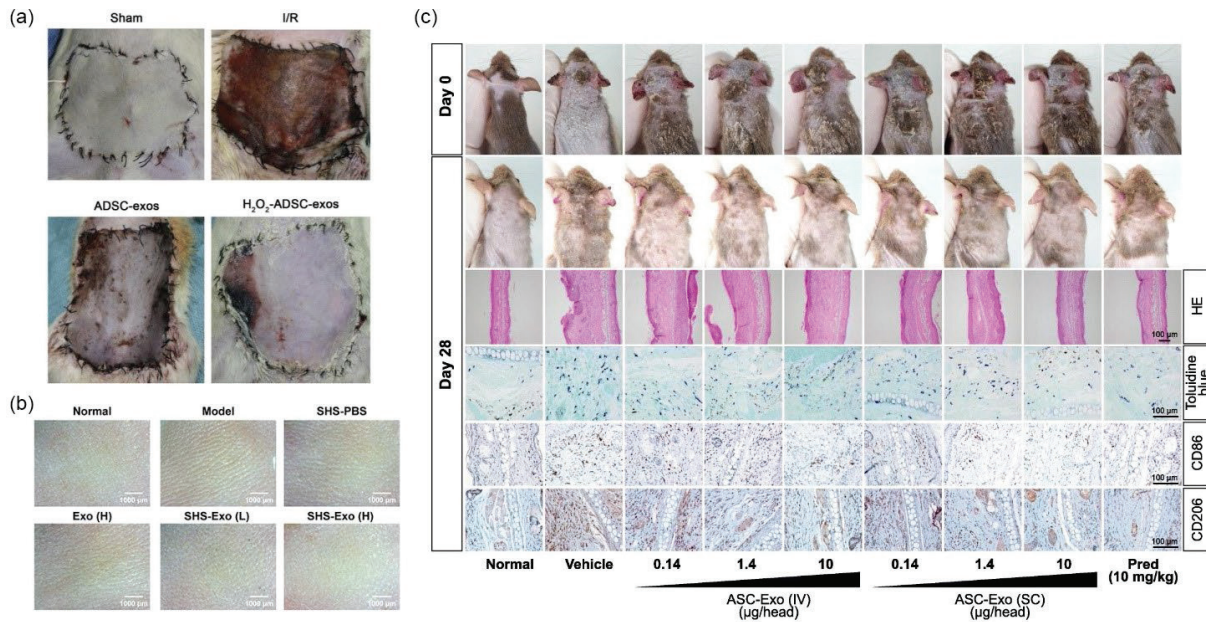 (a)
Sham
I/R
ADSC-exos
H₂O₂-ADSC-exos
(b)
Normal
Model
SHS-PBS
1000 μm
1000 μm
1000 μm
Exo (H)
SHS-Exo (L)
SHS-Exo (H)
1000 μm
1000 μm
1000 μm
(c)
Day 0
Day 28
HE
100 μm
Toluidine
blue
100 μm
CD86
100 μm
CD206
100 μm
Normal
Vehicle
0.14
1.4
10
0.14
1.4
10
Pred
(10 mg/kg)
ASC-Exo (IV)
(μg/head)
ASC-Exo (SC)
(μg/head)